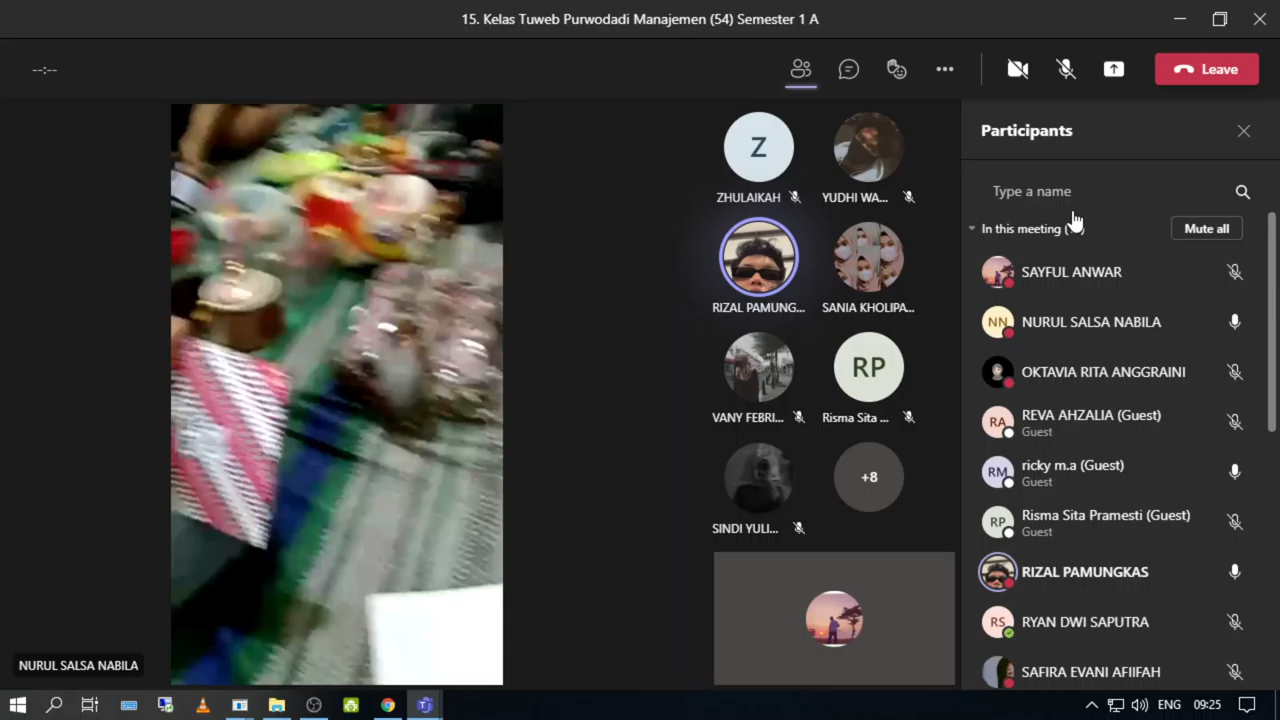 15. Kelas Tuweb Purwodadi Manajemen (54) Semester 1 A
--:--
Leave
Z
ZHULAIKAH
YUDHI WA...
RIZAL PAMUNG...
SANIA KHOLIPA...
VANY FEBRI...
RP
Risma Sita ...
SINDI YULI...
+8
NURUL SALSA NABILA
Participants
Type a name
In this meeting
Mute all
SAYFUL ANWAR
NN
NURUL SALSA NABILA
OKTAVIA RITA ANGGRAINI
RA
REVA AHZALIA (Guest)
Guest
RM
ricky m.a (Guest)
Guest
RP
Risma Sita Pramesti (Guest)
Guest
RIZAL PAMUNGKAS
RS
RYAN DWI SAPUTRA
SAFIRA EVANI AFIIFAH
ENG
09:25